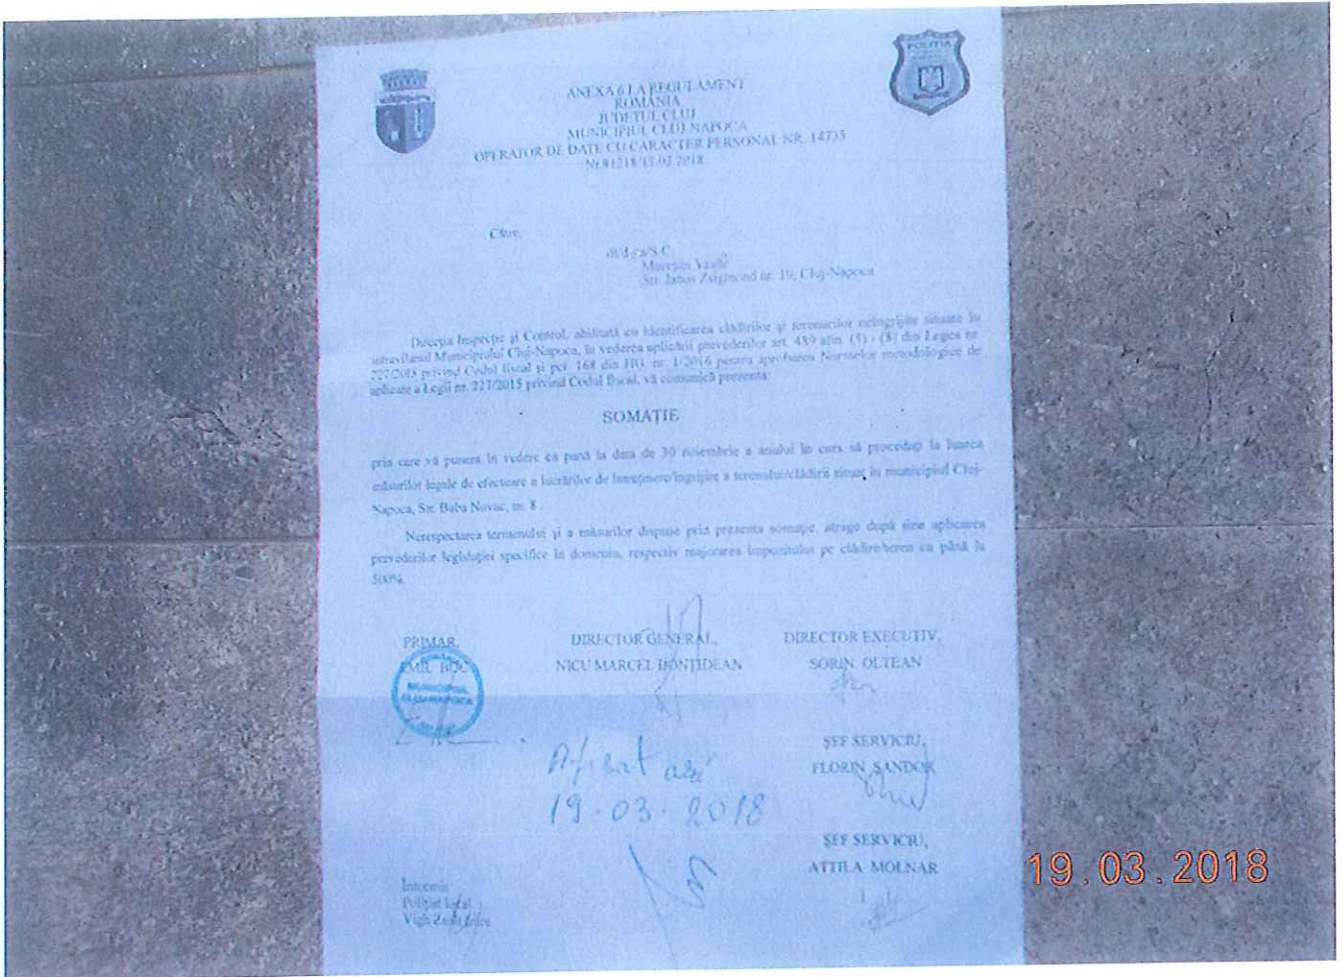 POLIȚIA
ANEXA 6 LA REGULAMENT
ROMÂNIA
JUDEȚUL CLUJ
MUNICIPIUL CLUJ-NAPOCA
OPERATOR DE DATE CU CARACTER PERSONAL NR. 14735
Către,
Mureșan Vasile
Str. Janos Zsigmond nr. 19, Cluj-Napoca
Direcția Inspecție și Control, abilitată cu identificarea clădirilor și terenurilor neîngrijite situate în
intravilanul Municipiului Cluj-Napoca, în vederea aplicării prevederilor art. 489 alin. (5) - (8) din Legea nr.
227/2015 privind Codul fiscal și pct. 168 din HG. nr. 1/2016 pentru aprobarea Normelor metodologice de
aplicare a Legii nr. 227/2015 privind Codul fiscal, vă comunică prezenta:
SOMAȚIE
prin care vă punem în vedere ca până la data de 30 noiembrie a anului în curs să procedați la luarea
măsurilor legale de efectuare a lucrărilor de întreținere/îngrijire a terenului/clădirii situat în municipiul Cluj-
Napoca, Str. Baba Novac, nr. 8 .
Nerespectarea termenului și a măsurilor dispuse prin prezenta somație, atrage după sine aplicarea
prevederilor legislației specifice în domeniu, respectiv majorarea impozitului pe clădire/teren cu până la
500%.
PRIMAR, DIRECTOR GENERAL, DIRECTOR EXECUTIV,
EMIL BOC NICU MARCEL HONȚIDEAN SORIN OLTEAN
MUNICIPIUL
CLUJ-NAPOCA
ȘEF SERVICIU,
FLORIN SANDOR
Afișat azi
19.03.2018
ȘEF SERVICIU,
ATTILA MOLNAR
19.03.2018
Întocmit
Polițist local
Vigh